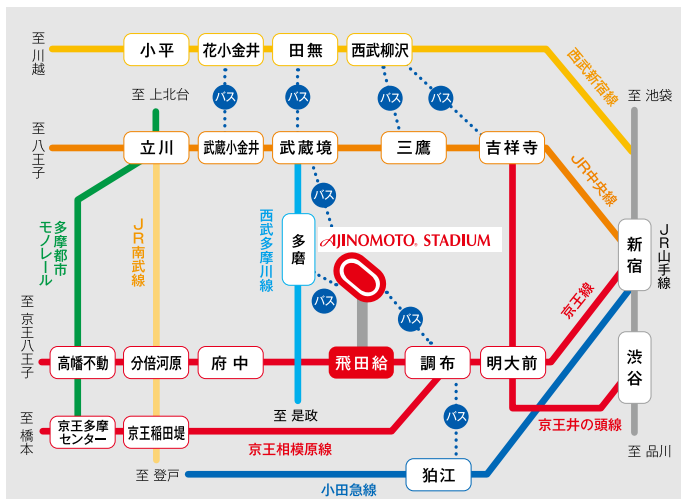 至川越
小平
花小金井
田無
西武柳沢
西武新宿線
至 池袋
バス
バス
バス
バス
至 上北台
至八王子
立川
武蔵小金井
武蔵境
三鷹
吉祥寺
JR中央線
多摩都市
モノレール
JR南武線
西武多摩川線
バス
多磨
AJINOMOTO® STADIUM
新宿
JR山手線
バス
バス
京王線
至京王八王子
高幡不動
分倍河原
府中
飛田給
調布
明大前
渋谷
至 是政
バス
至橋本
京王多摩
センター
京王稲田堤
京王相模原線
京王井の頭線
至 品川
至 登戸
小田急線
狛江